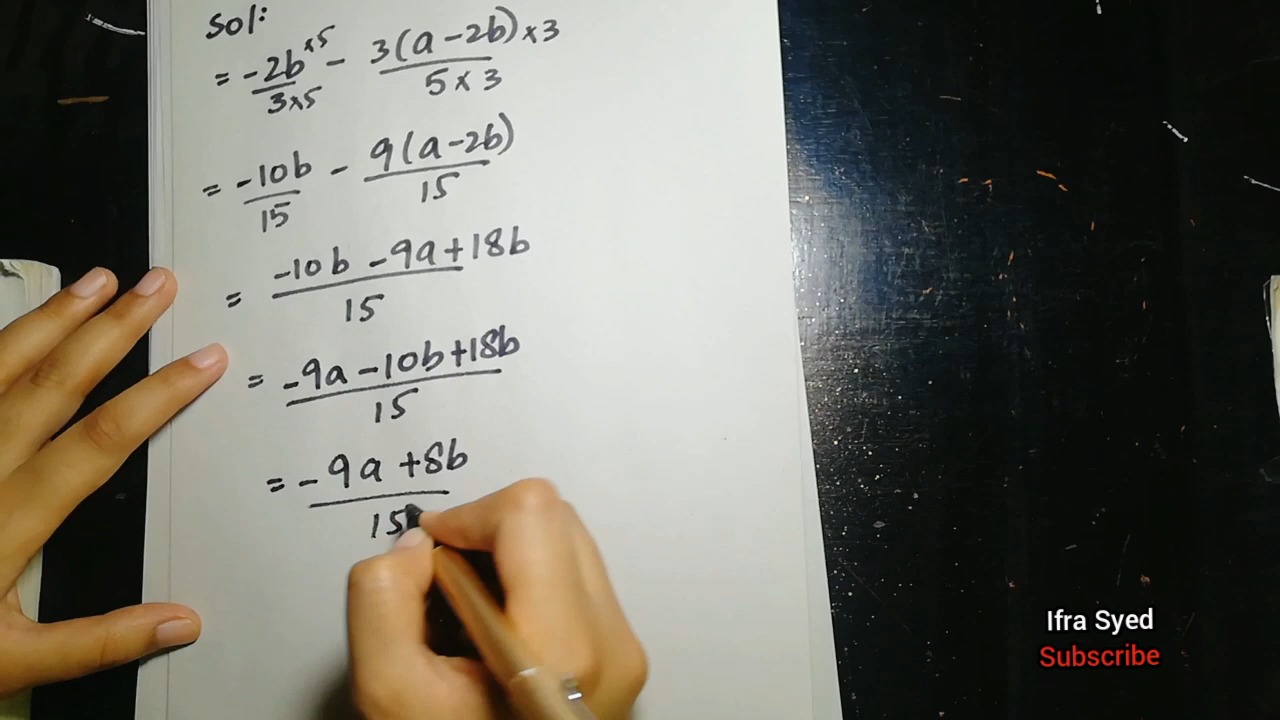 Sol:
= -2b×5/3×5 - 3(a-2b)×3/5×3
= -10b/15 - 9(a-2b)/15
= -10b -9a+18b/15
= -9a-10b+18b/15
= -9a+8b/15
Ifra Syed
Subscribe